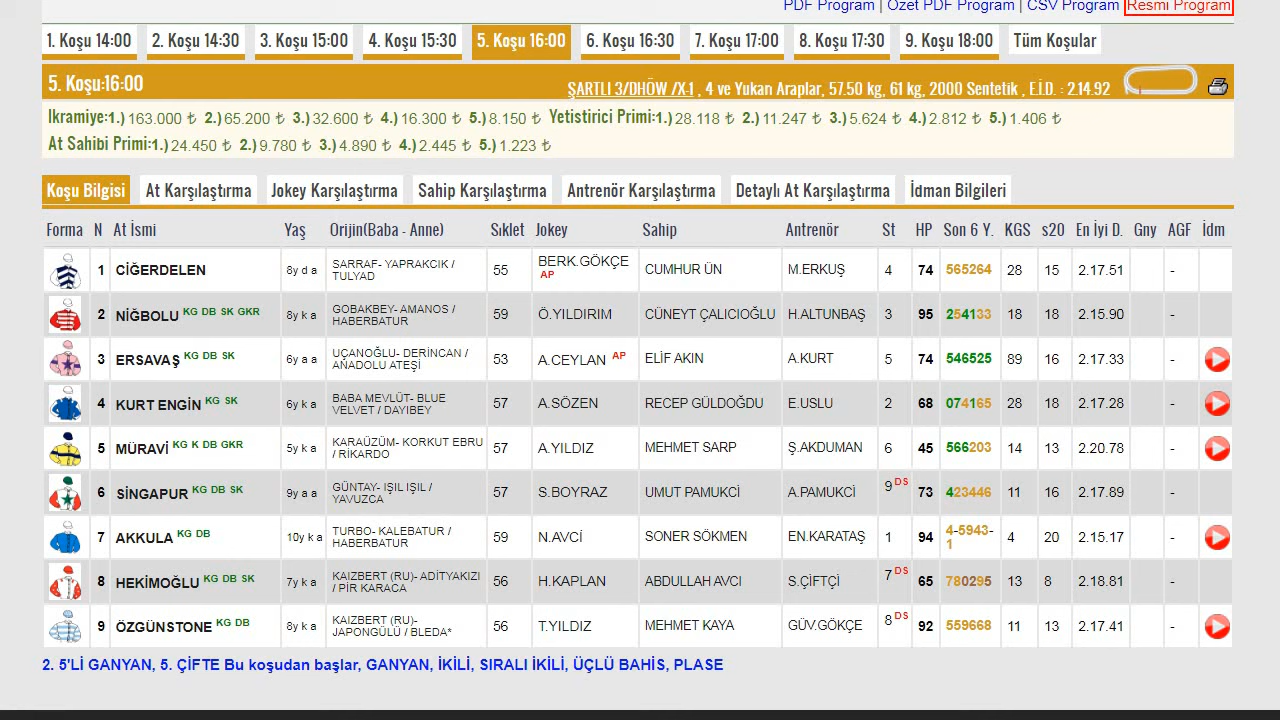 PDF Program | Özet PDF Programı | CSV Program Resmi Program
1. Koşu 14:00 2. Koşu 14:30 3. Koşu 15:00 4. Koşu 15:30 5. Koşu 16:00 6. Koşu 16:30 7. Koşu 17:00 8. Koşu 17:30 9. Koşu 18:00 Tüm Koşular
5. Koşu:16:00
ŞARTLI 3/DHÖW /X-1 , 4 ve Yukarı Araplar, 57.50 kg, 61 kg, 2000 Sentetik , E.İ.D. : 2.14.92
Ikramiye:1.) 163.000 ₺ 2.) 65.200 ₺ 3.) 32.600 ₺ 4.) 16.300 ₺ 5.) 8.150 ₺ Yetistirici Primi:1.) 28.118 ₺ 2.) 11.247 ₺ 3.) 5.624 ₺ 4.) 2.812 ₺ 5.) 1.406 ₺
At Sahibi Primi:1.) 24.450 ₺ 2.) 9.780 ₺ 3.) 4.890 ₺ 4.) 2.445 ₺ 5.) 1.223 ₺
Koşu Bilgisi At Karşılaştırma Jokey Karşılaştırma Sahip Karşılaştırma Antrenör Karşılaştırma Detaylı At Karşılaştırma İdman Bilgileri
Forma N At İsmi Yaş Orijin(Baba - Anne) Sıklet Jokey Sahip Antrenör St HP Son 6 Y. KGS s20 En İyi D. Gny AGF İdm
1 CİĞERDELEN 8y d a SARRAF- YAPRAKCIK / TULYAD 55 BERK.GÖKÇE AP CUMHUR ÜN M.ERKUŞ 4 74 565264 28 15 2.17.51 -
2 NİĞBOLU KG DB SK GKR 8y k a GOBAKBEY- AMANOS / HABERBATUR 59 Ö.YILDIRIM CÜNEYT ÇALICIOĞLU H.ALTUNBAŞ 3 95 254133 18 18 2.15.90 -
3 ERSAVAŞ KG DB SK 6y a a UÇANOĞLU- DERİNCAN / ANADOLU ATEŞİ 53 A.CEYLAN AP ELİF AKIN A.KURT 5 74 546525 89 16 2.17.33 -
4 KURT ENGİN KG SK 6y k a BABA MEVLÜT- BLUE VELVET / DAYIBEY 57 A.SÖZEN RECEP GÜLDOĞDU E.USLU 2 68 074165 28 18 2.17.28 -
5 MÜRAVİ KG K DB GKR 5y k a KARAÜZÜM- KORKUT EBRU / RİKARDO 57 A.YILDIZ MEHMET SARP Ş.AKDUMAN 6 45 566203 14 13 2.20.78 -
6 SİNGAPUR KG DB SK 9y a a GÜNTAY- IŞIL IŞIL / YAVUZCA 57 S.BOYRAZ UMUT PAMUKCİ A.PAMUKCİ 9 DS 73 423446 11 16 2.17.89 -
7 AKKULA KG DB 10y k a TURBO- KALEBATUR / HABERBATUR 59 N.AVCİ SONER SÖKMEN EN.KARATAŞ 1 94 4-5943-1 4 20 2.15.17 -
8 HEKİMOĞLU KG DB SK 7y k a KAIZBERT (RU)- ADİTYAKIZI / PİR KARACA 56 H.KAPLAN ABDULLAH AVCI S.ÇİFTÇİ 7 DS 65 780295 13 8 2.18.81 -
9 ÖZGÜNSTONE KG DB 8y k a KAIZBERT (RU)- JAPONGÜLÜ / BLEDA* 56 T.YILDIZ MEHMET KAYA GÜV.GÖKÇE 8 DS 92 559668 11 13 2.17.41 -
2. 5'Lİ GANYAN, 5. ÇİFTE Bu koşudan başlar, GANYAN, İKİLİ, SIRALI İKİLİ, ÜÇLÜ BAHİS, PLASE